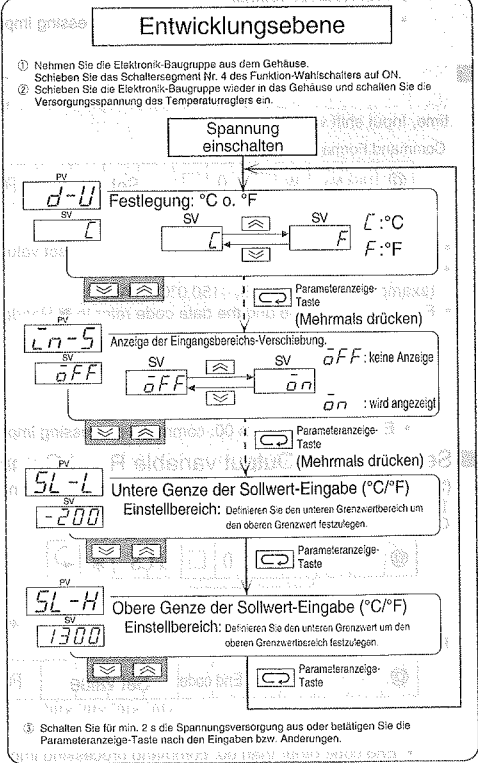 Entwicklungsebene
① Nehmen Sie die Elektronik-Baugruppe aus dem Gehäuse.
Schieben Sie das Schaltersegment Nr. 4 des Funktion-Wahlschalters auf ON.
② Schieben Sie die Elektronik-Baugruppe wieder in das Gehäuse und schalten Sie die
Versorgungsspannung des Temperaturreglers ein.
Spannung
einschalten
PV
d-U
SV
C
Festlegung: °C o. °F
SV
C
SV
F
C :°C
F :°F
Parameteranzeige-
Taste
(Mehrmals drücken)
PV
in-S
SV
oFF
Anzeige der Eingangsbereichs-Verschiebung.
SV
oFF
SV
on
oFF : keine Anzeige
on : wird angezeigt
Parameteranzeige-
Taste
(Mehrmals drücken)
PV
SL-L
SV
-200
Untere Genze der Sollwert-Eingabe (°C/°F)
Einstellbereich: Definieren Sie den unteren Grenzwertbereich um
den oberen Grenzwert festzulegen.
Parameteranzeige-
Taste
PV
SL-H
SV
1300
Obere Genze der Sollwert-Eingabe (°C/°F)
Einstellbereich: Definieren Sie den unteren Grenzwert um den
oberen Grenzwertbereich festzulegen.
Parameteranzeige-
Taste
③ Schalten Sie für min. 2 s die Spannungsversorgung aus oder betätigen Sie die
Parameteranzeige-Taste nach den Eingaben bzw. Änderungen.